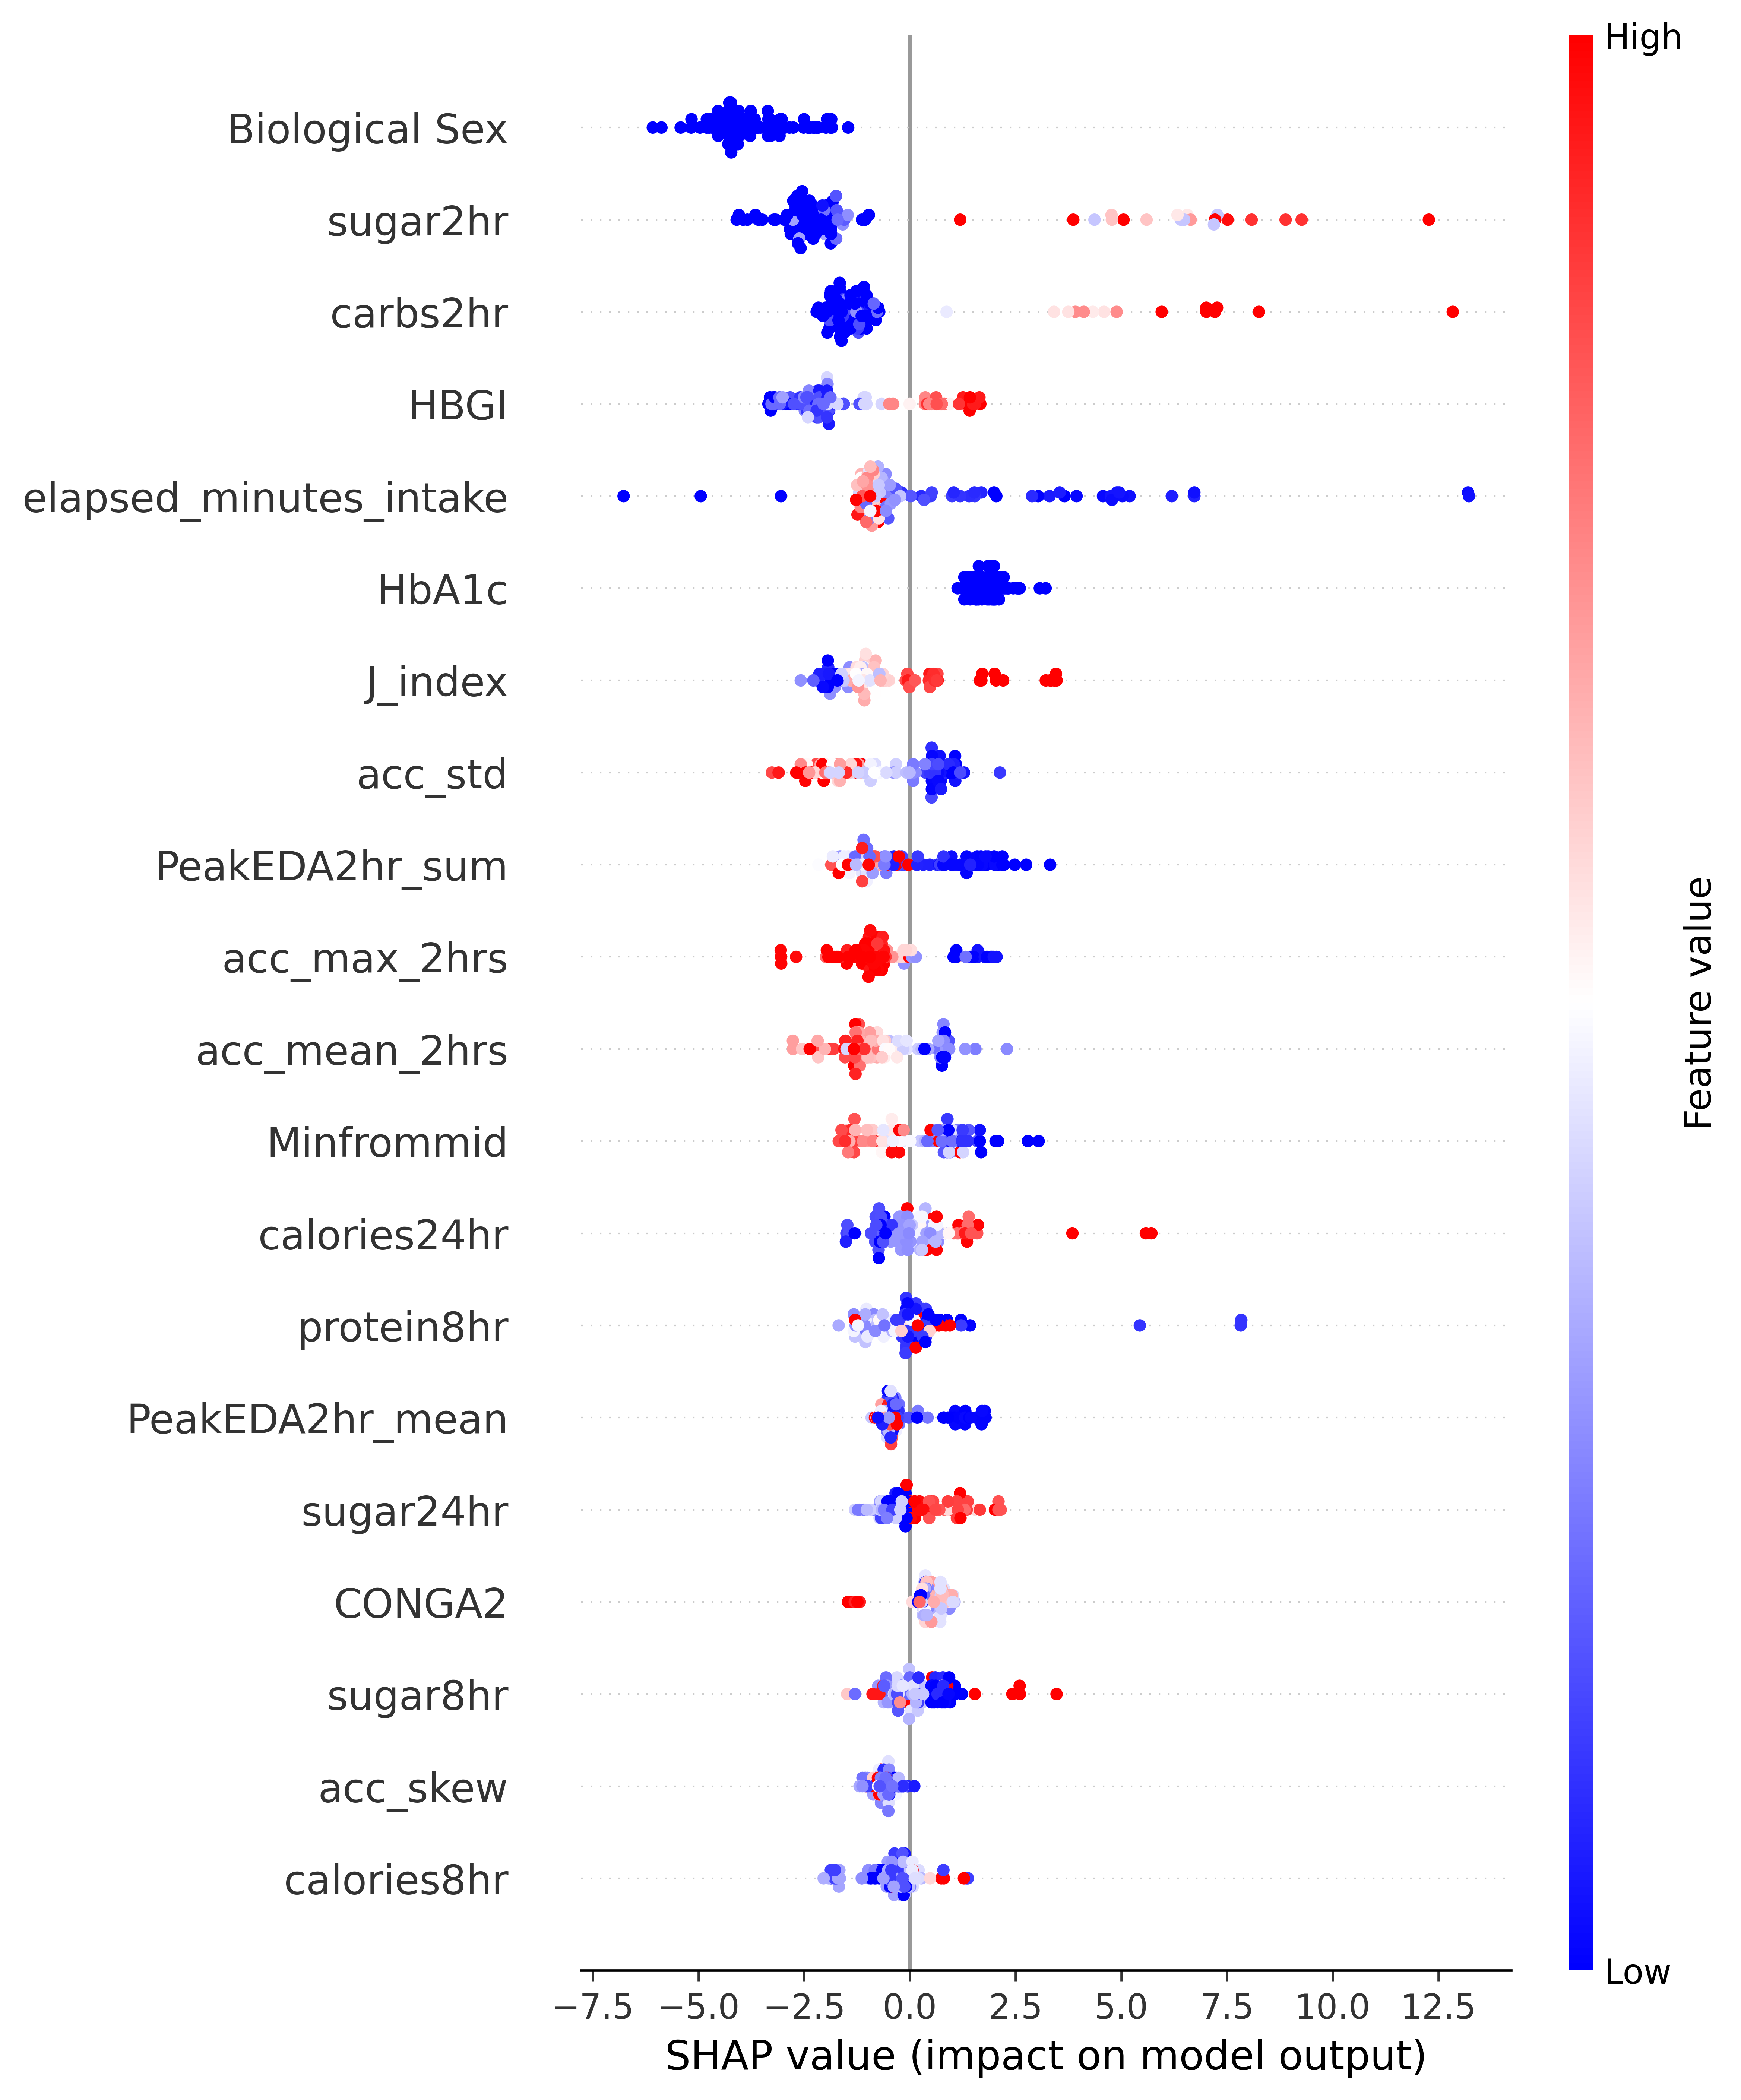 High
Biological Sex
sugar2hr
carbs2hr
HBGI
elapsed_minutes_intake
HbA1c
J_index
acc_std
PeakEDA2hr_sum
acc_max_2hrs
acc_mean_2hrs
Minfrommid
calories24hr
protein8hr
PeakEDA2hr_mean
sugar24hr
CONGA2
sugar8hr
acc_skew
calories8hr
Feature value
Low
−7.5 −5.0 −2.5 0.0 2.5 5.0 7.5 10.0 12.5
SHAP value (impact on model output)